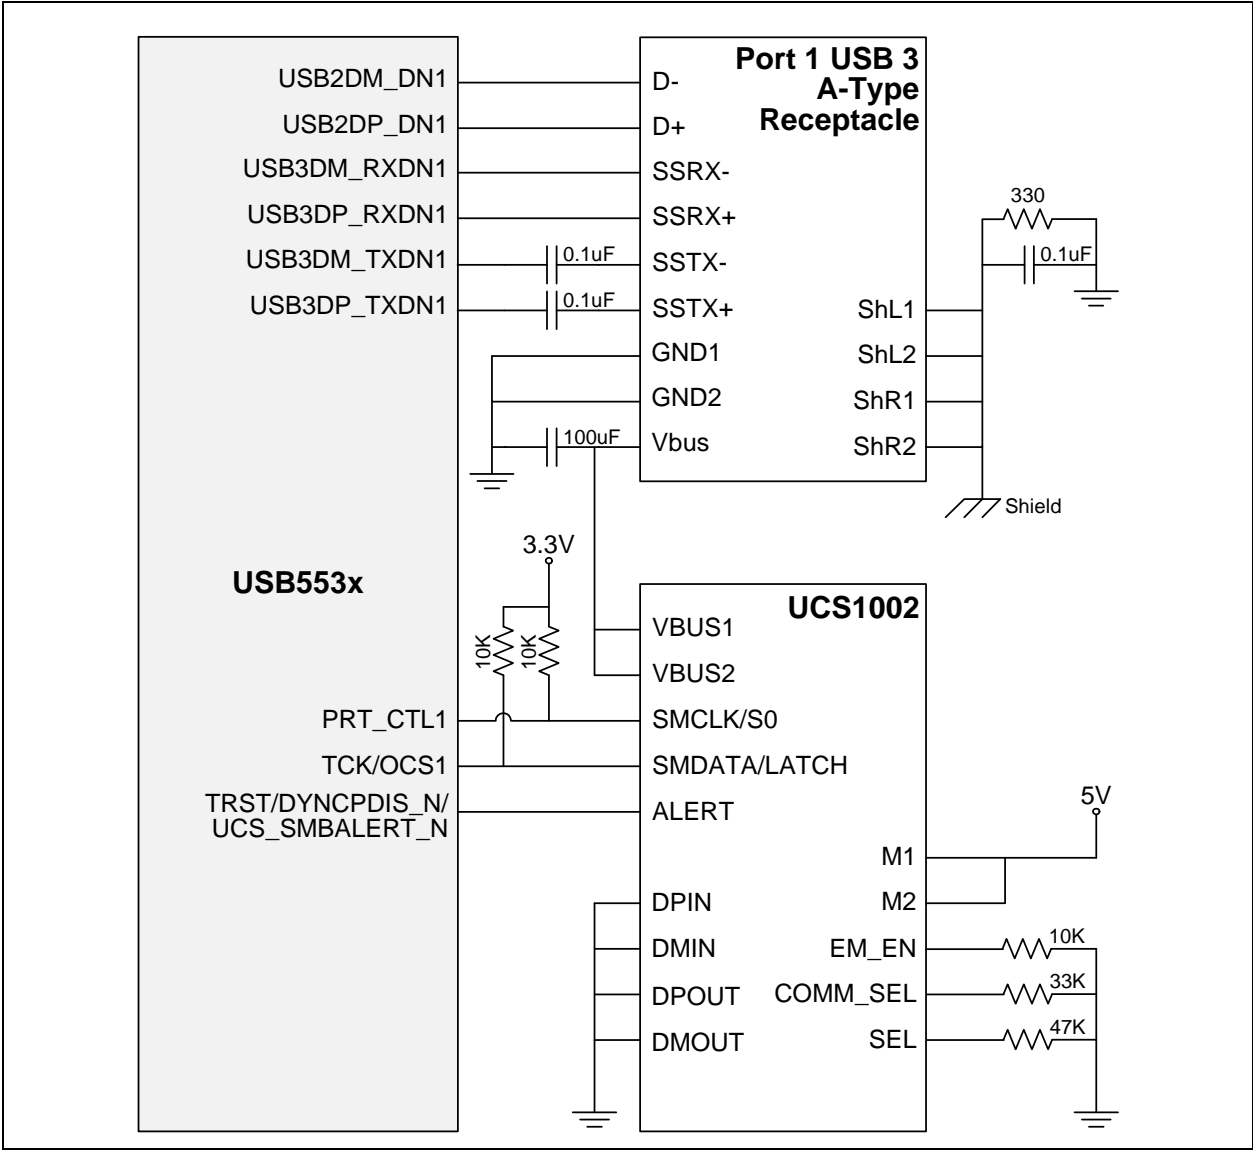 USB2DM_DN1
USB2DP_DN1
USB3DM_RXDN1
USB3DP_RXDN1
USB3DM_TXDN1
USB3DP_TXDN1
USB553x
PRT_CTL1
TCK/OCS1
TRST/DYNCPDIS_N/
UCS_SMBALERT_N
0.1uF
0.1uF
100uF
3.3V
10K
10K
Port 1 USB 3
A-Type
Receptacle
D-
D+
SSRX-
SSRX+
SSTX-
SSTX+
GND1
GND2
Vbus
ShL1
ShL2
ShR1
ShR2
330
0.1uF
Shield
UCS1002
VBUS1
VBUS2
SMCLK/S0
SMDATA/LATCH
ALERT
DPIN
DMIN
DPOUT
DMOUT
M1
M2
EM_EN
COMM_SEL
SEL
5V
10K
33K
47K